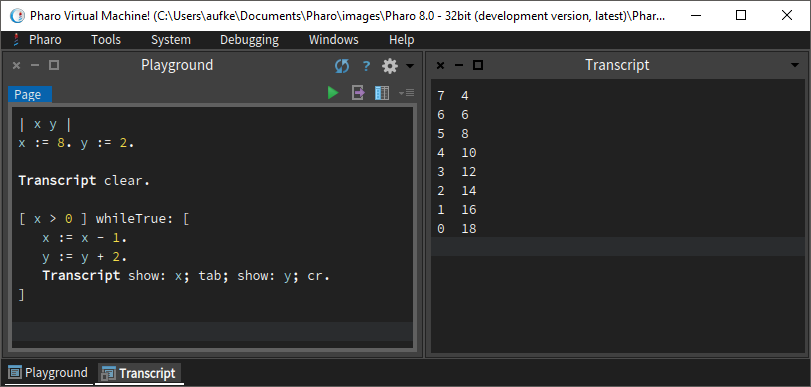 Pharo Virtual Machine! (C:\Users\aufke\Documents\Pharo\images\Pharo 8.0 - 32bit (development version, latest)\Phar...
Pharo Tools System Debugging Windows Help
Playground
?
Page
| x y |
x := 8. y := 2.
Transcript clear.
[ x > 0 ] whileTrue: [
x := x - 1.
y := y + 2.
Transcript show: x; tab; show: y; cr.
]
Transcript
7 4
6 6
5 8
4 10
3 12
2 14
1 16
0 18
Playground Transcript